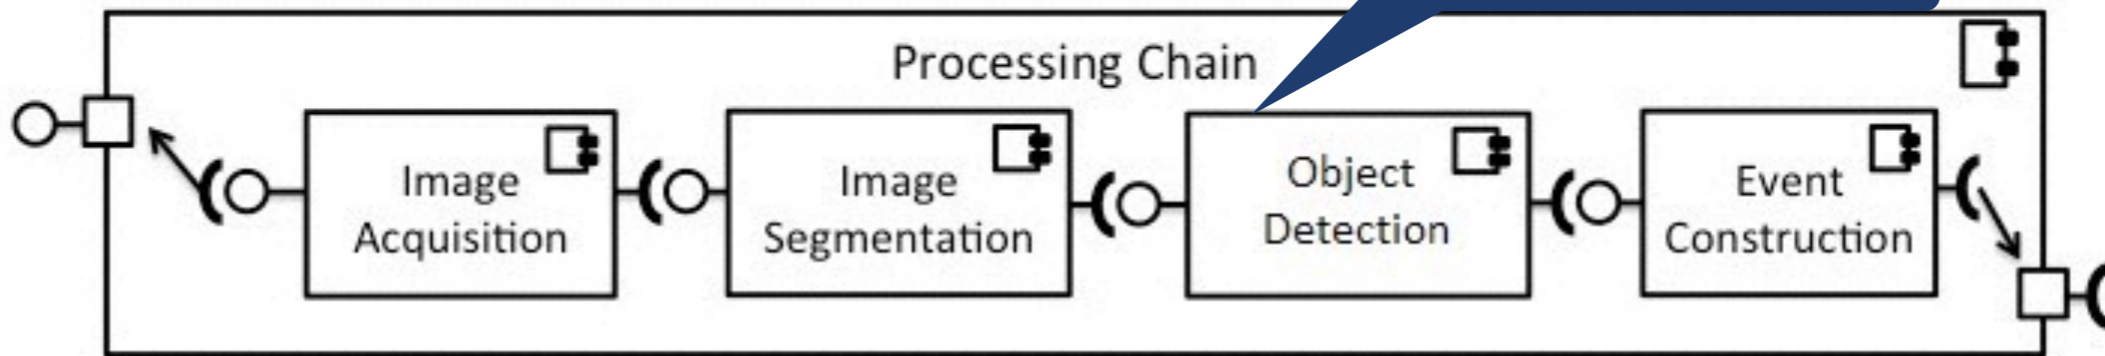 Processing Chain
Image
Acquisition
Image
Segmentation
Object
Detection
Event
Construction